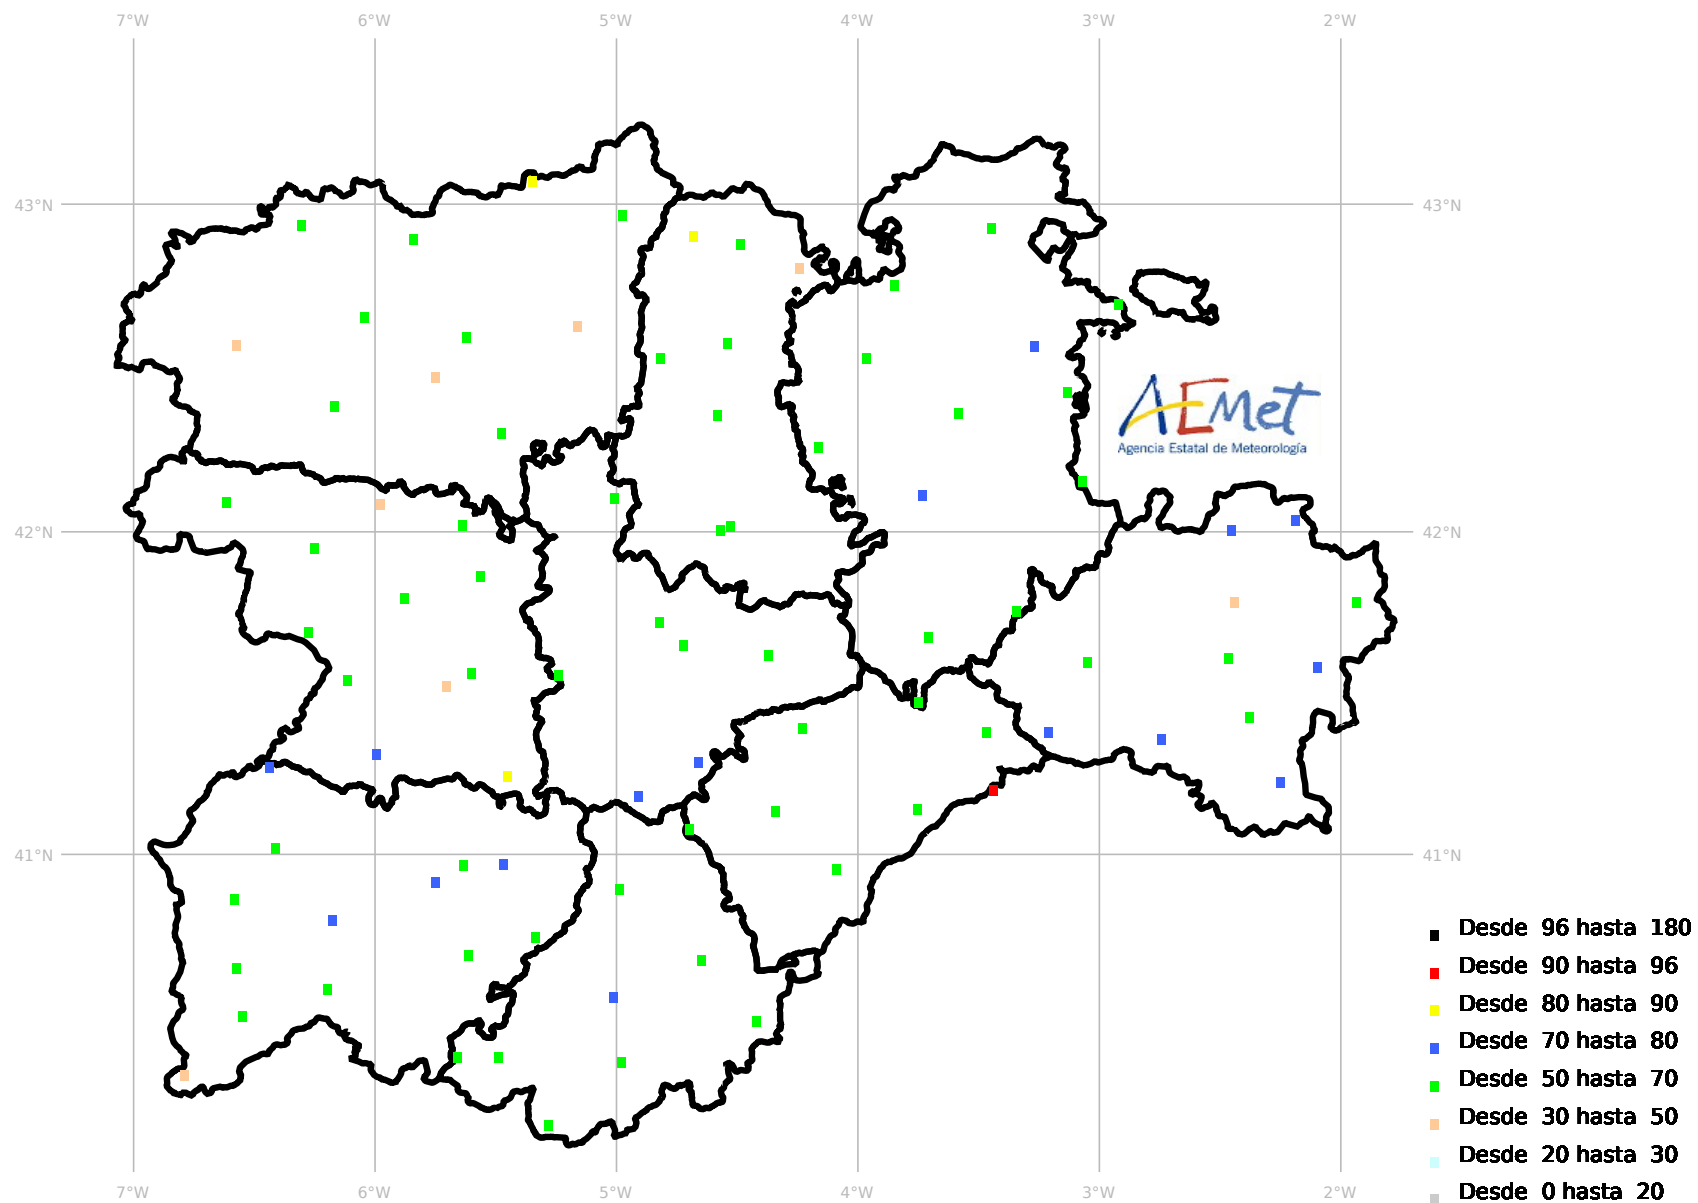 7°W 6°W 5°W 4°W 3°W 2°W
43°N 43°N
AEMet
Agencia Estatal de Meteorología
42°N 42°N
41°N 41°N
Desde 96 hasta 180
Desde 90 hasta 96
Desde 80 hasta 90
Desde 70 hasta 80
Desde 50 hasta 70
Desde 30 hasta 50
Desde 20 hasta 30
Desde 0 hasta 20
7°W 6°W 5°W 4°W 3°W 2°W